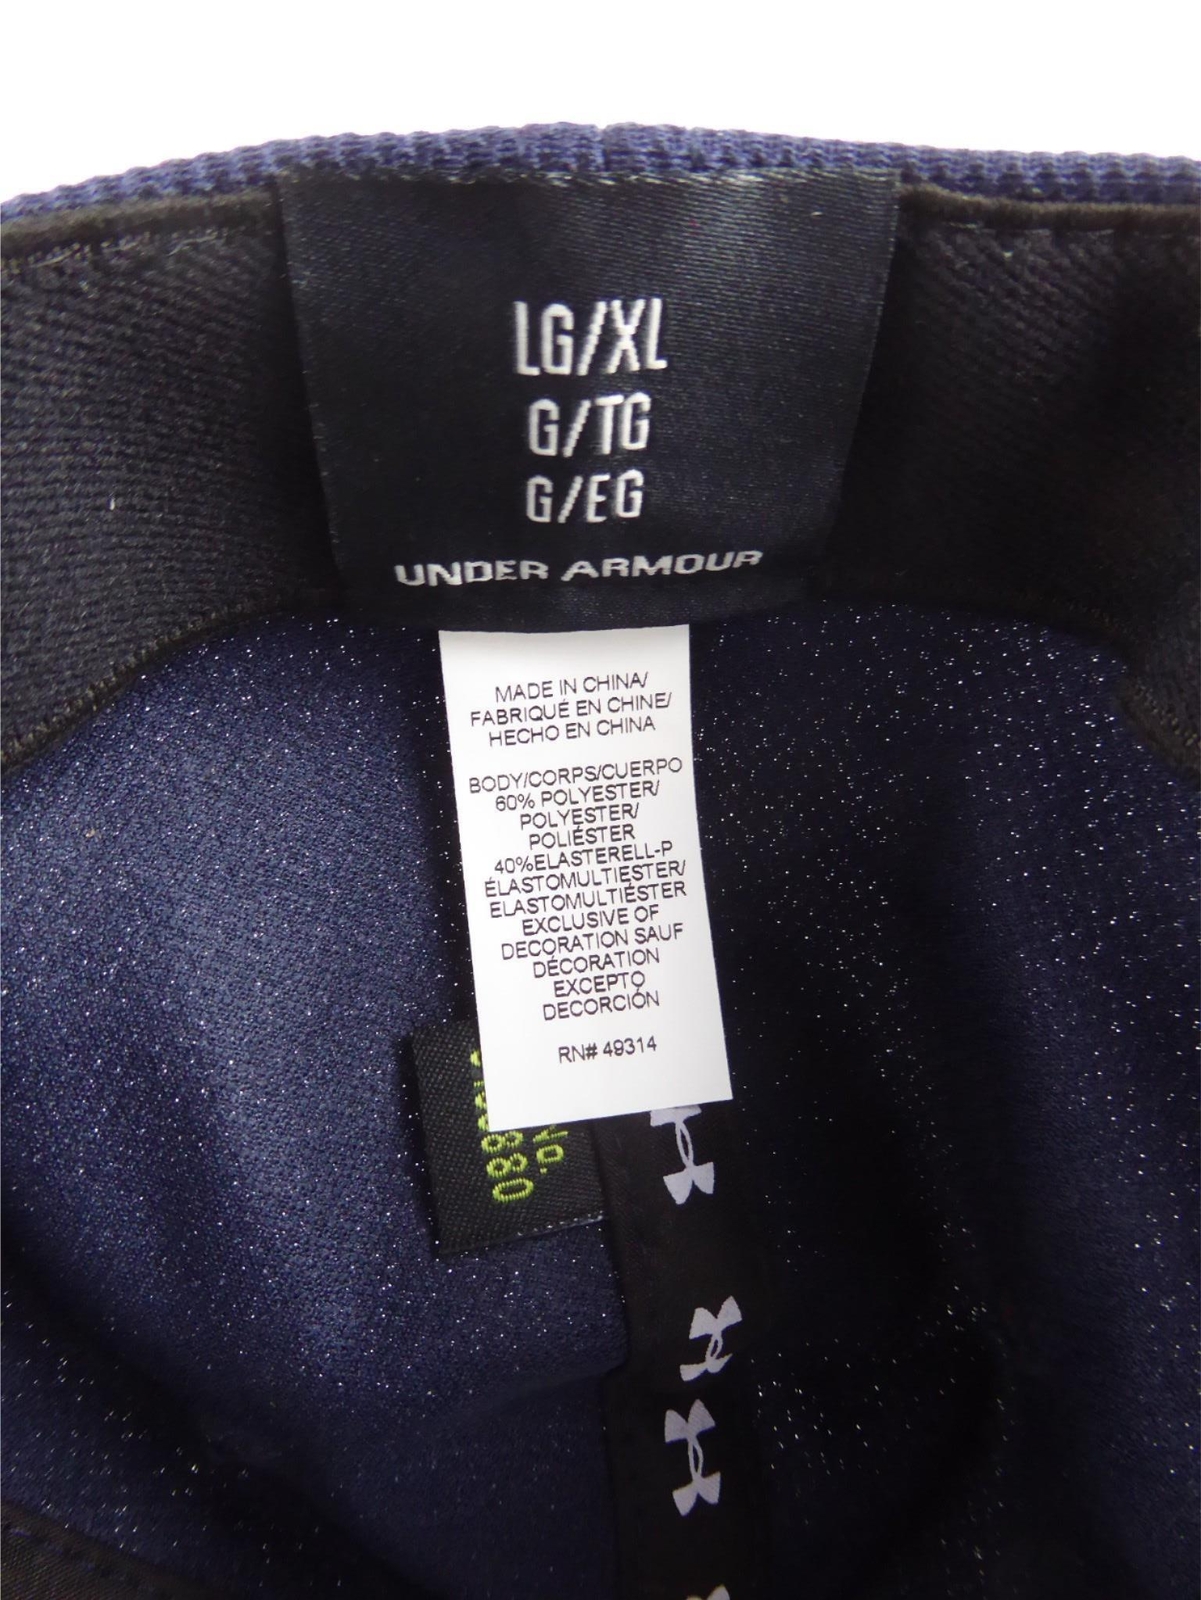 LG/XL
G/TG
G/EG
UNDER ARMOUR
MADE IN CHINA/
FABRIQUÉ EN CHINE/
HECHO EN CHINA
BODY/CORPS/CUERPO
60% POLYESTER/
POLYESTER/
POLIÉSTER
40%ELASTERELL-P
ÉLASTOMULTIESTER/
ELASTOMULTIÉSTER
EXCLUSIVE OF
DECORATION SAUF
DÉCORATION
EXCEPTO
DECORCIÓN
RN# 49314
880